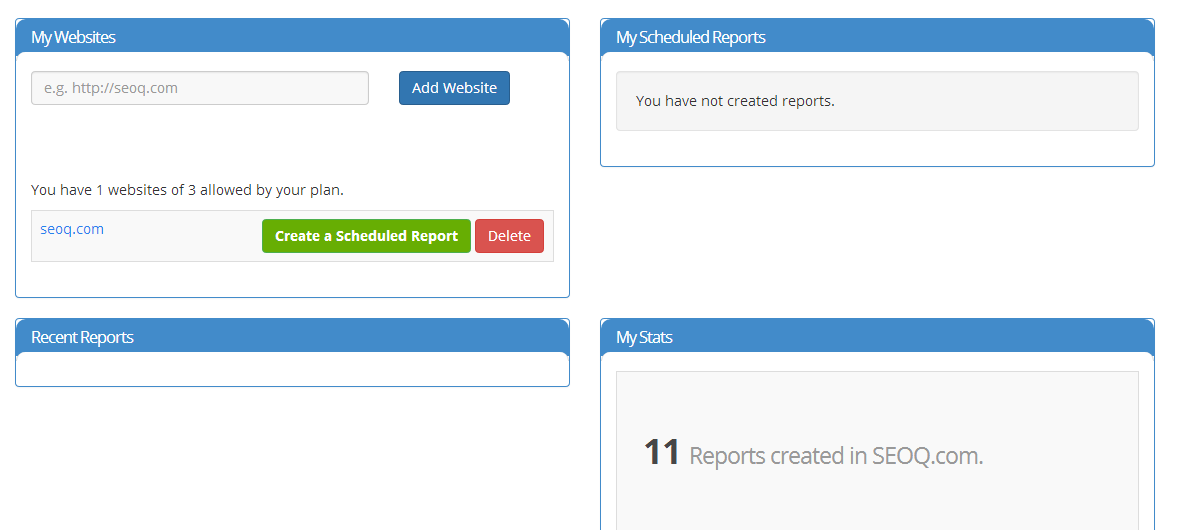 My Websites
e.g. http://seoq.com
Add Website
You have 1 websites of 3 allowed by your plan.
seoq.com
Create a Scheduled Report
Delete
My Scheduled Reports
You have not created reports.
Recent Reports
My Stats
11 Reports created in SEOQ.com.